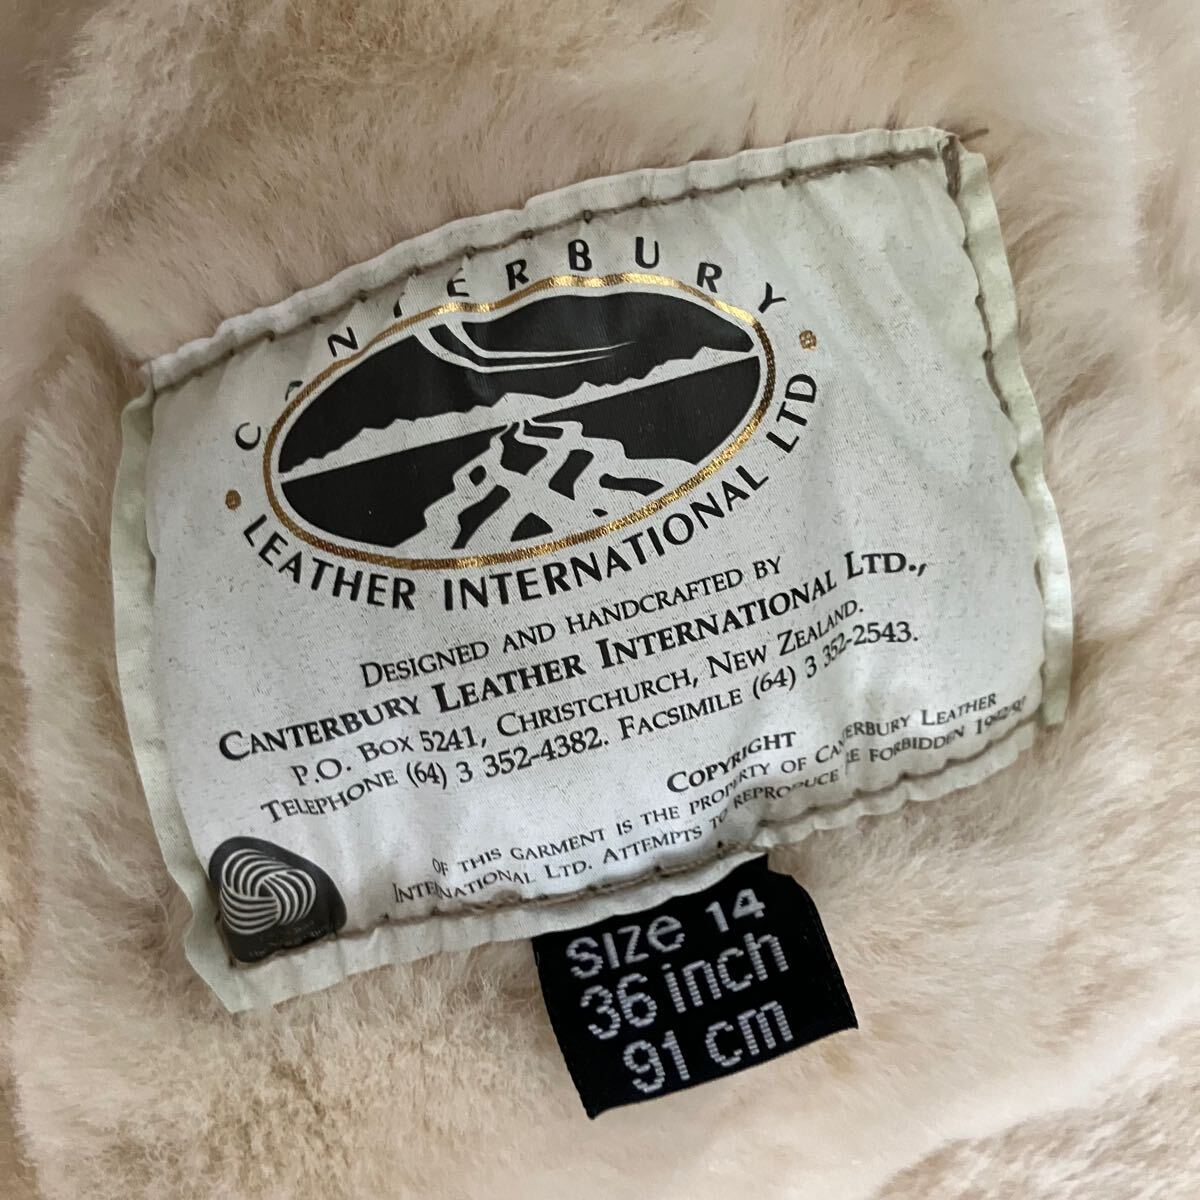 CANTERBURY
LEATHER INTERNATIONAL LTD
DESIGNED AND HANDCRAFTED BY
CANTERBURY LEATHER INTERNATIONAL LTD.,
P.O. BOX 5241, CHRISTCHURCH, NEW ZEALAND.
TELEPHONE (64) 3 352-4382. FACSIMILE (64) 3 352-2543.
COPYRIGHT
OF THIS GARMENT IS THE PROPERTY OF CANTERBURY LEATHER
INTERNATIONAL LTD. ATTEMPTS TO REPRODUCE ARE FORBIDDEN
size 14
36 inch
91 cm